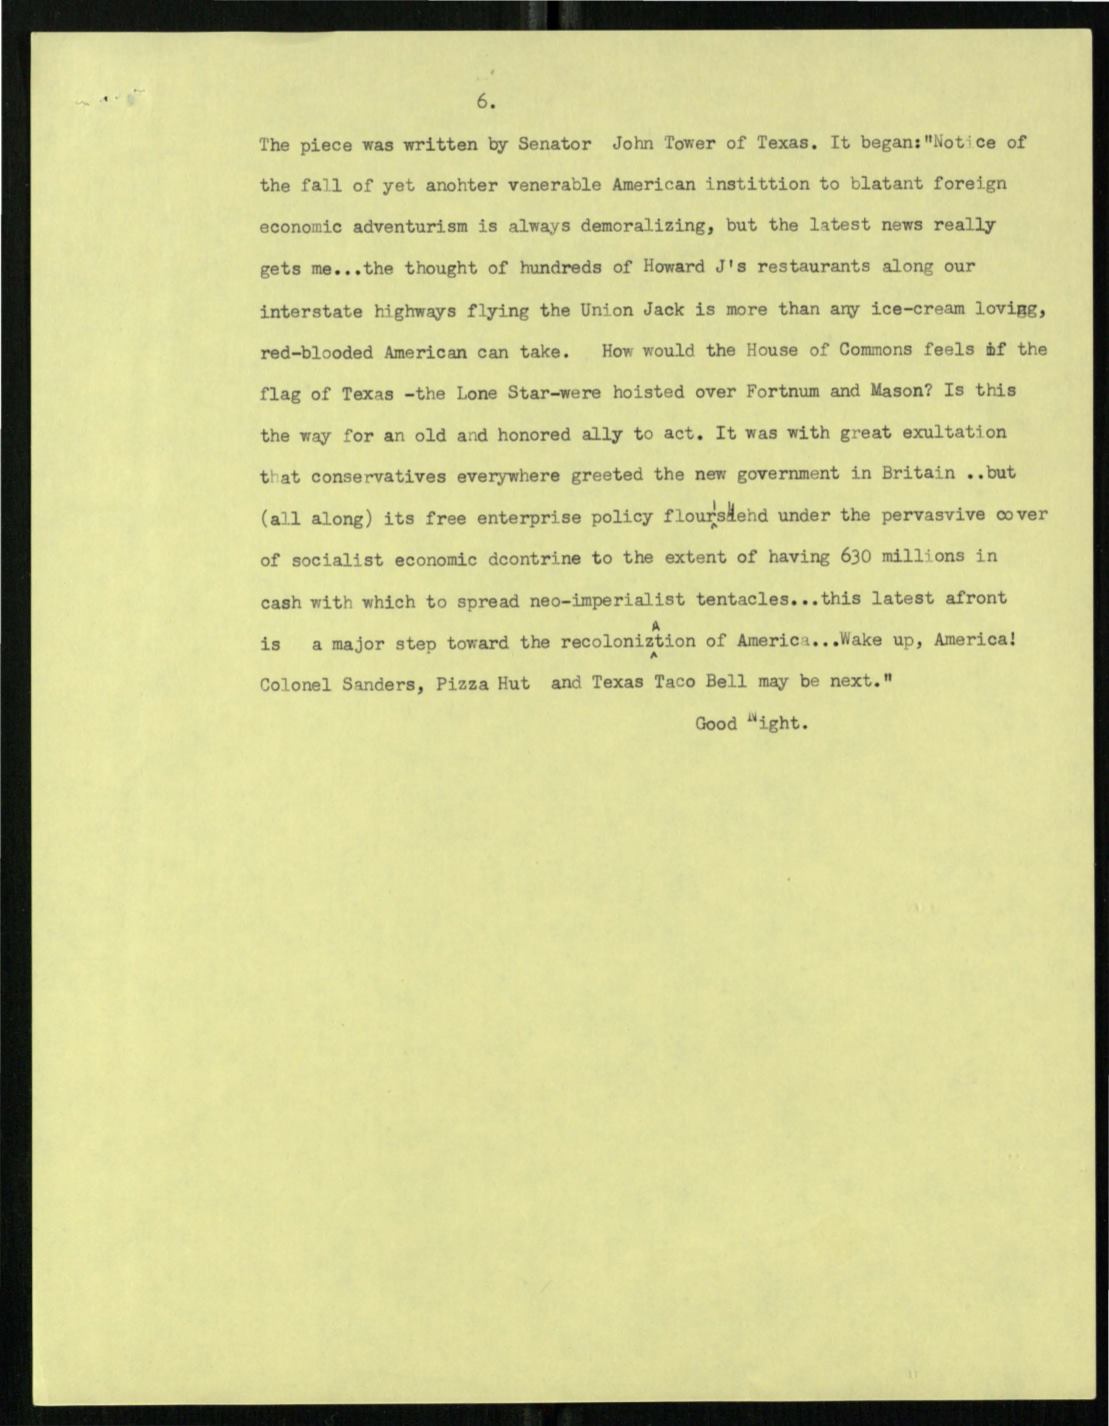 6.
The piece was written by Senator John Tower of Texas. It began:"Notice of
the fall of yet anohter venerable American instittion to blatant foreign
economic adventurism is always demoralizing, but the latest news really
gets me...the thought of hundreds of Howard J's restaurants along our
interstate highways flying the Union Jack is more than any ice-cream loving,
red-blooded American can take. How would the House of Commons feels if the
flag of Texas -the Lone Star-were hoisted over Fortnum and Mason? Is this
the way for an old and honored ally to act. It was with great exultation
that conservatives everywhere greeted the new government in Britain ..but
(all along) its free enterprise policy flourishehd under the pervasvive cover
of socialist economic dcontrine to the extent of having 630 millions in
cash with which to spread neo-imperialist tentacles...this latest afront
is a major step toward the recolonizAtion of America...Wake up, America!
Colonel Sanders, Pizza Hut and Texas Taco Bell may be next."
Good Night.